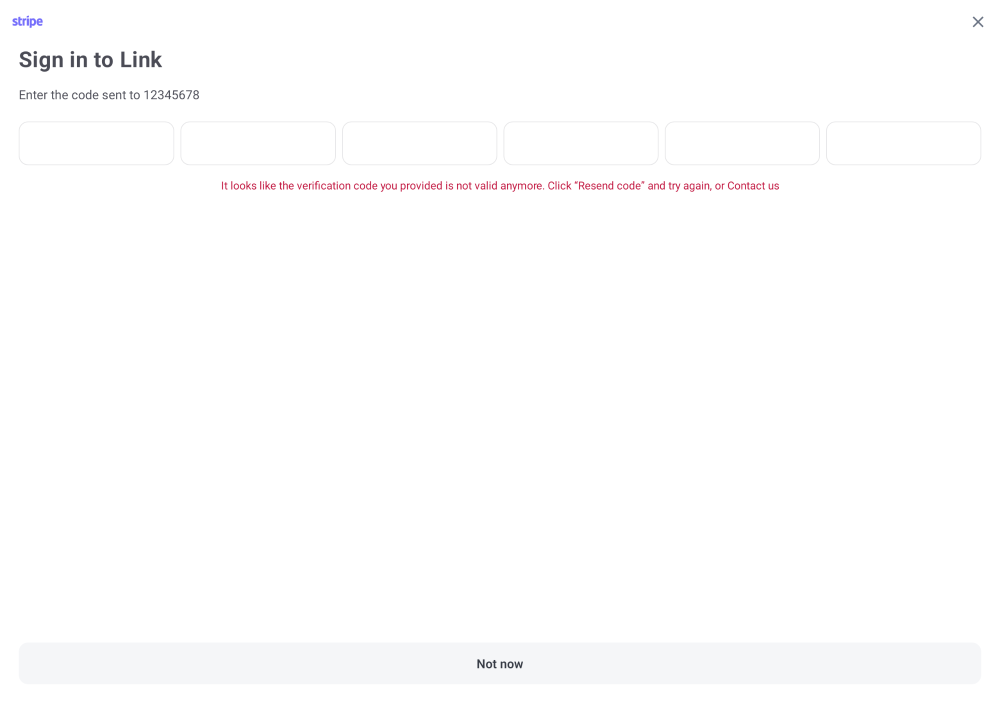 stripe
Sign in to Link
Enter the code sent to 12345678
It looks like the verification code you provided is not valid anymore. Click “Resend code” and try again, or Contact us
Not now